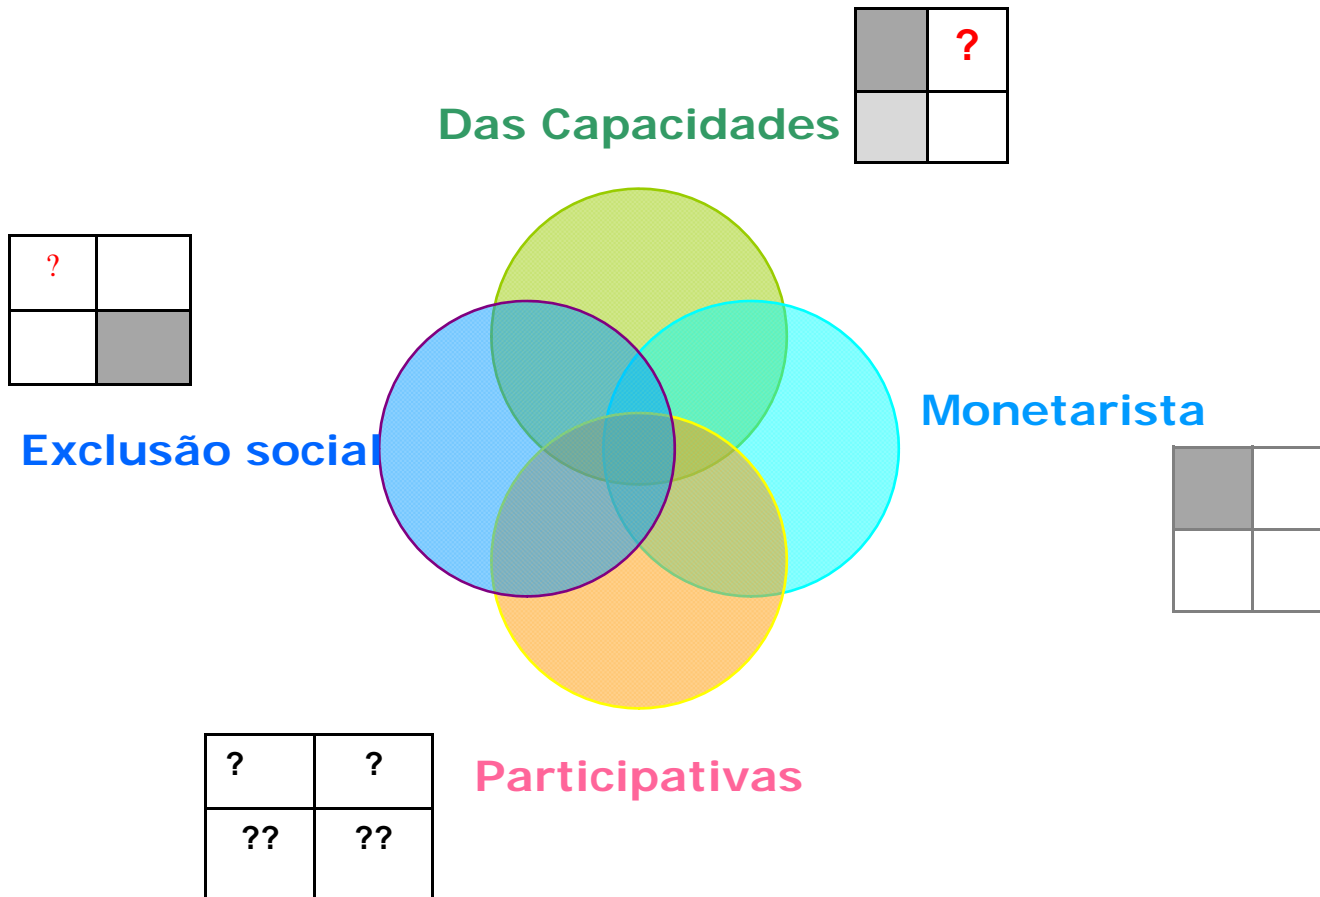 ?
Das Capacidades
?
Monetarista
Exclusão social
? ?
Participativas
?? ??